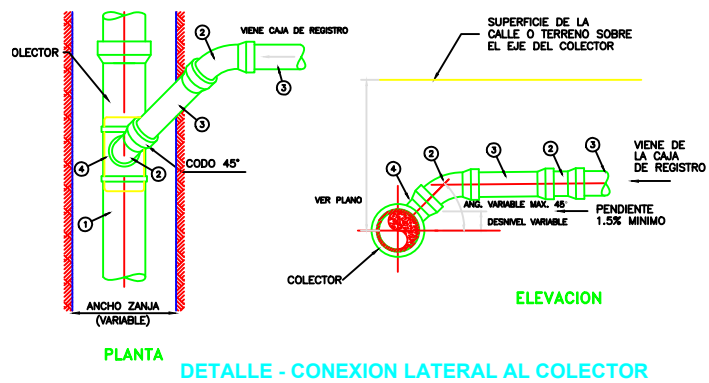 OLECTOR
2
VIENE CAJA DE REGISTRO
3
3
CODO 45°
4
2
1
ANCHO ZANJA
(VARIABLE)
PLANTA
SUPERFICIE DE LA
CALLE O TERRENO SOBRE
EL EJE DEL COLECTOR
4
2
3
2
3
VIENE DE
LA CAJA
DE REGISTRO
VER PLANO
ANG. VARIABLE MAX. 45°
DESNIVEL VARIABLE
PENDIENTE
1.5% MINIMO
COLECTOR
ELEVACION
DETALLE - CONEXION LATERAL AL COLECTOR